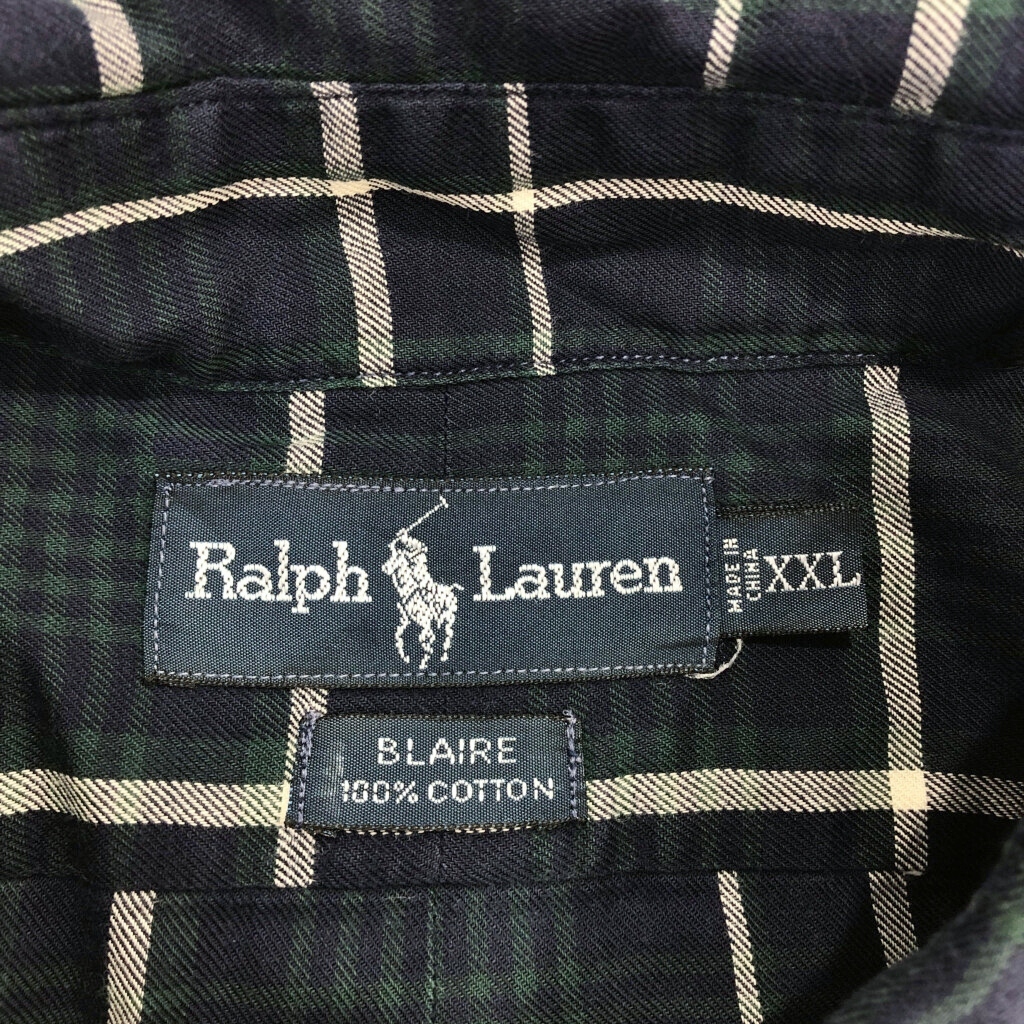 Ralph Lauren
MADE IN
CHINA
XXL
BLAIRE
100% COTTON